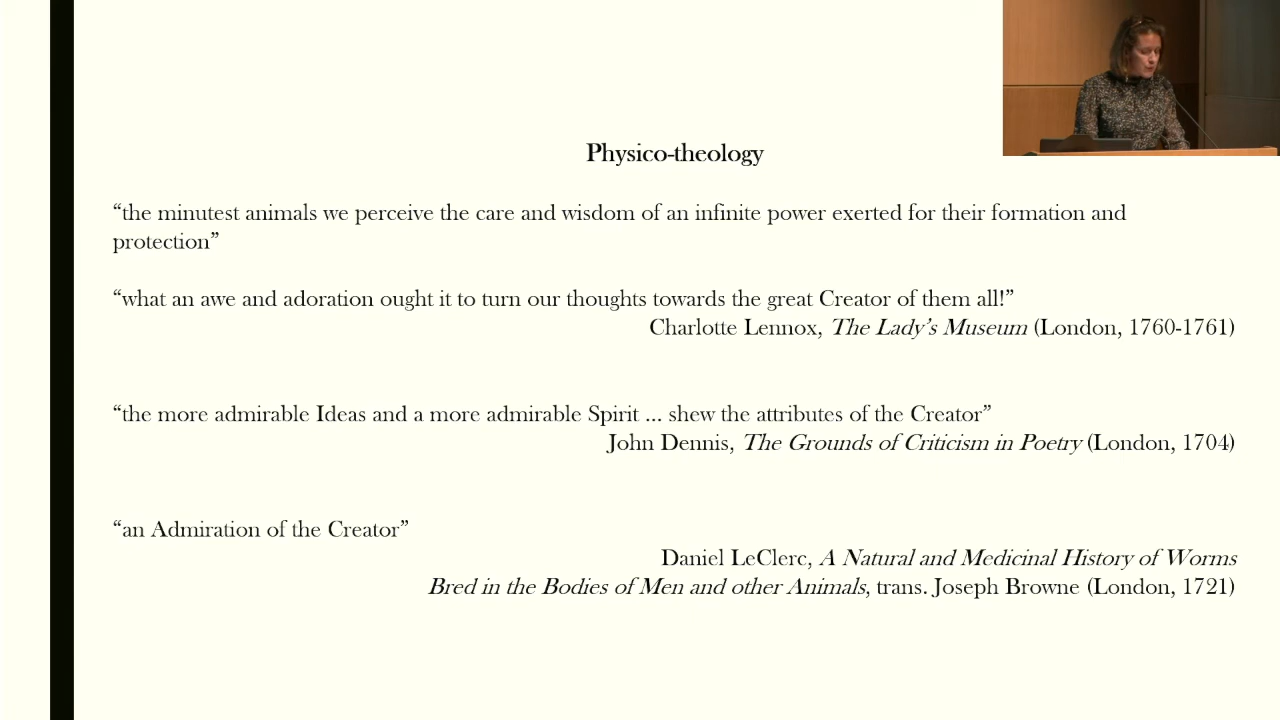 Physico-theology
“the minutest animals we perceive the care and wisdom of an infinite power exerted for their formation and
protection”
“what an awe and adoration ought it to turn our thoughts towards the great Creator of them all!”
Charlotte Lennox, The Lady’s Museum (London, 1760-1761)
“the more admirable Ideas and a more admirable Spirit ... shew the attributes of the Creator”
John Dennis, The Grounds of Criticism in Poetry (London, 1704)
“an Admiration of the Creator”
Daniel LeClerc, A Natural and Medicinal History of Worms
Bred in the Bodies of Men and other Animals, trans. Joseph Browne (London, 1721)